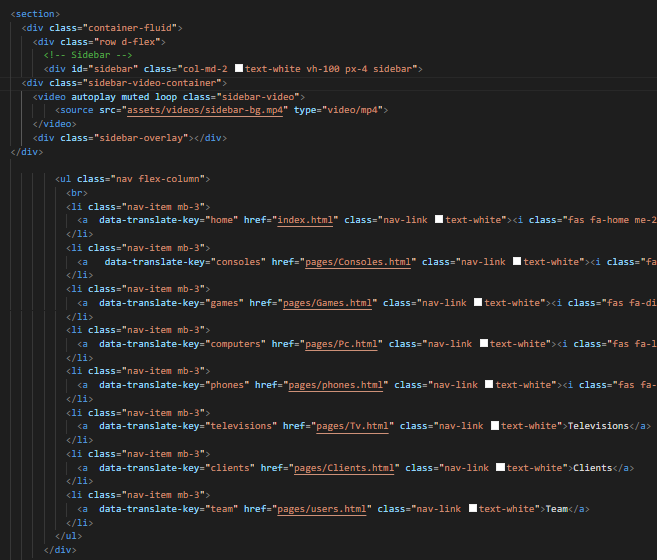 <section>
<div class="container-fluid">
<div class="row d-flex">
<!-- Sidebar -->
<div id="sidebar" class="col-md-2 text-white vh-100 px-4 sidebar">
<div class="sidebar-video-container">
<video autoplay muted loop class="sidebar-video">
<source src="assets/videos/sidebar-bg.mp4" type="video/mp4">
</video>
<div class="sidebar-overlay"></div>
</div>
<ul class="nav flex-column">
<br>
<li class="nav-item mb-3">
<a  data-translate-key="home" href="index.html" class="nav-link text-white"><i class="fas fa-home me-2
</li>
<li class="nav-item mb-3">
<a   data-translate-key="consoles" href="pages/Consoles.html" class="nav-link text-white"><i class="fa
</li>
<li class="nav-item mb-3">
<a  data-translate-key="games" href="pages/Games.html" class="nav-link text-white"><i class="fas fa-di
</li>
<li class="nav-item mb-3">
<a  data-translate-key="computers" href="pages/Pc.html" class="nav-link text-white"><i class="fas fa-l
</li>
<li class="nav-item mb-3">
<a  data-translate-key="phones" href="pages/phones.html" class="nav-link text-white"><i class="fas fa-
</li>
<li class="nav-item mb-3">
<a  data-translate-key="televisions" href="pages/Tv.html" class="nav-link text-white">Televisions</a>
</li>
<li class="nav-item mb-3">
<a  data-translate-key="clients" href="pages/Clients.html" class="nav-link text-white">Clients</a>
</li>
<li class="nav-item mb-3">
<a  data-translate-key="team" href="pages/users.html" class="nav-link text-white">Team</a>
</li>
</ul>
</div>